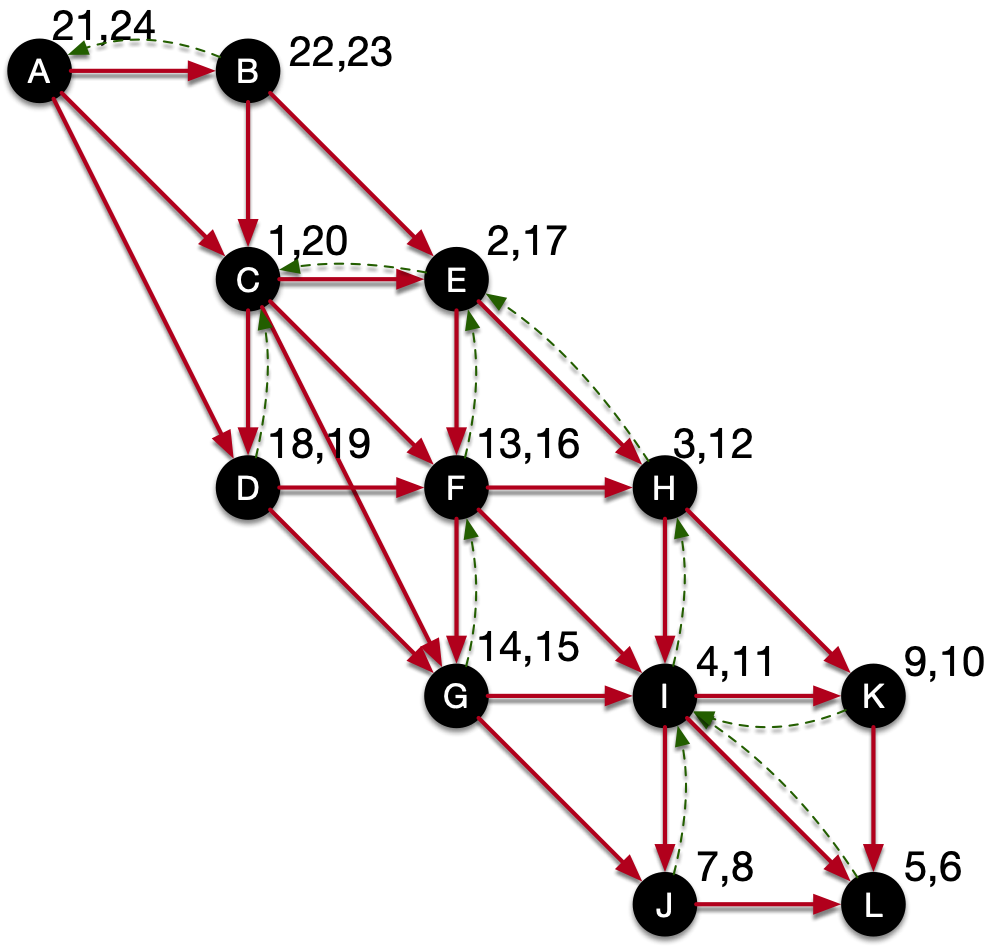 21,24
A
B
22,23
1,20
2,17
C
E
18,19
13,16
3,12
D
F
H
14,15
4,11
9,10
G
I
K
7,8
5,6
J
L